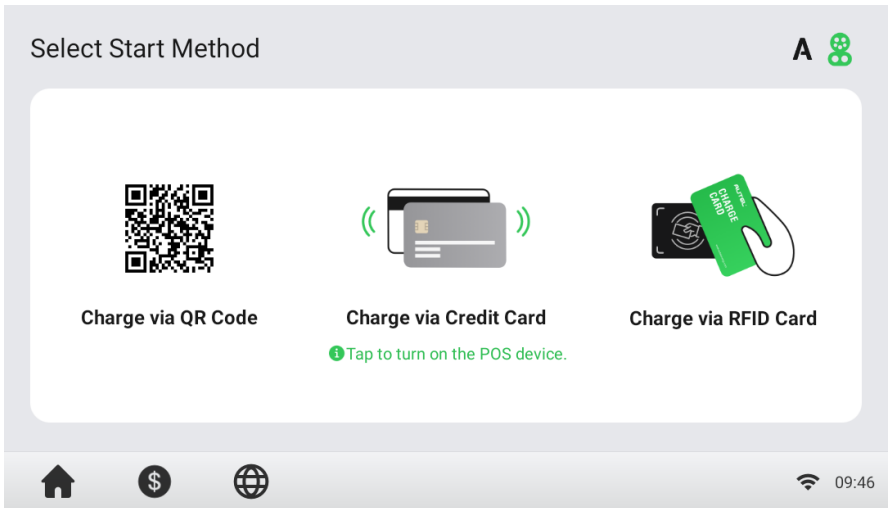 Select Start Method
A
AUTEL
CHARGE
CARD
Charge via QR Code
Charge via Credit Card
Charge via RFID Card
Tap to turn on the POS device.
$
09:46